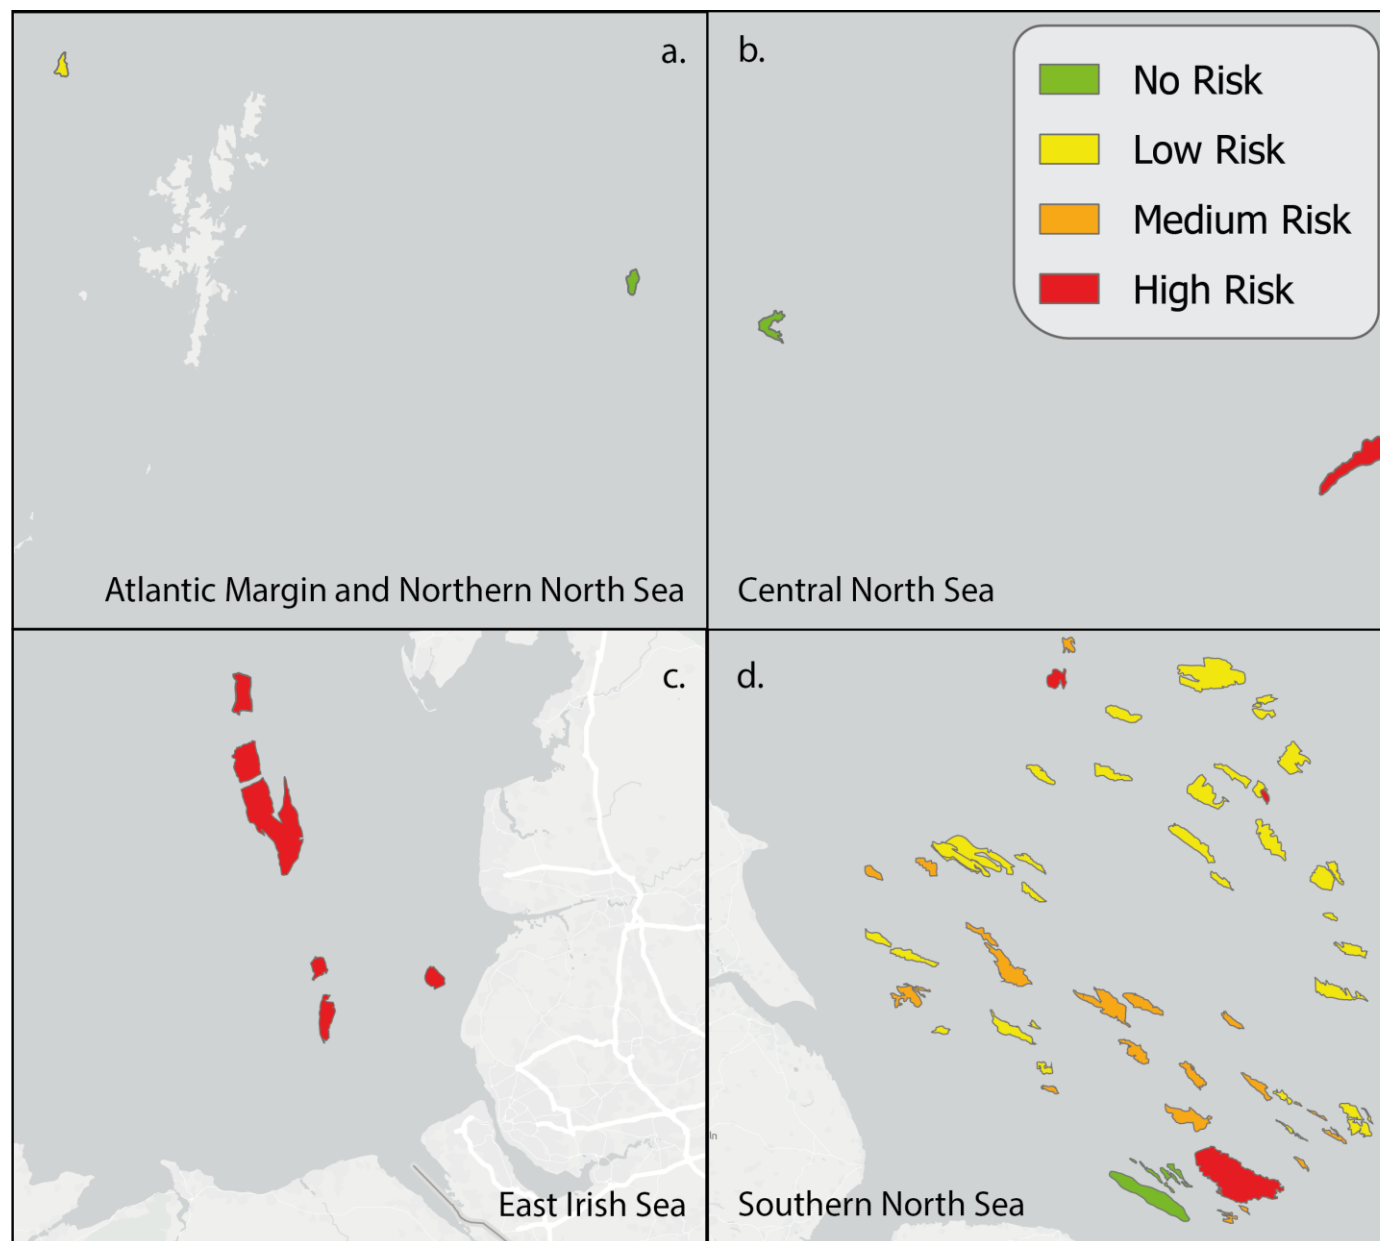 a.
Atlantic Margin and Northern North Sea
b.
No Risk
Low Risk
Medium Risk
High Risk
Central North Sea
c.
East Irish Sea
d.
ln
Southern North Sea